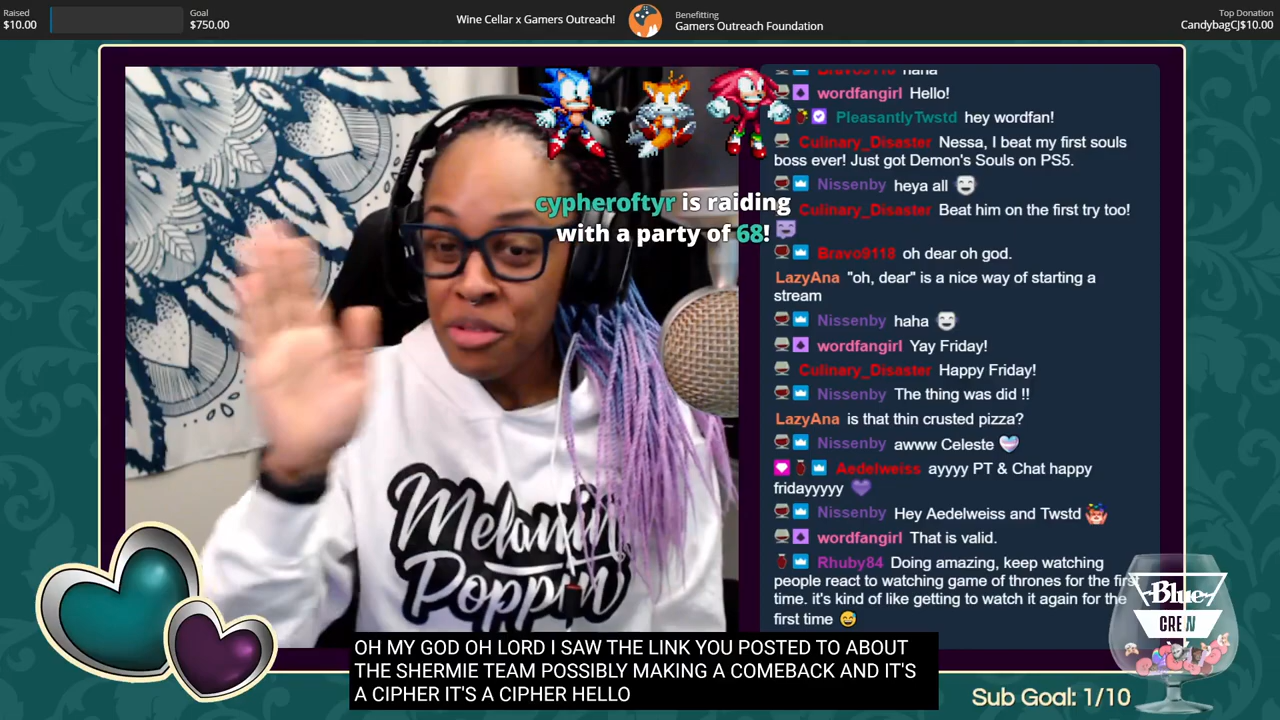 Raised
$10.00
Goal
$750.00
Wine Cellar x Gamers Outreach!
Benefitting
Gamers Outreach Foundation
Top Donation
CandybagCJ$10.00
cypheroftyr is raiding
with a party of 68!
Bravo9118 haha
wordfangirl Hello!
PleasantlyTwstd hey wordfan!
Culinary_Disaster Nessa, I beat my first souls
boss ever! Just got Demon's Souls on PS5.
Nissenby heya all
Culinary_Disaster Beat him on the first try too!
Bravo9118 oh dear oh god.
LazyAna "oh, dear" is a nice way of starting a
stream
Nissenby haha
wordfangirl Yay Friday!
Culinary_Disaster Happy Friday!
Nissenby The thing was did !!
LazyAna is that thin crusted pizza?
Nissenby awww Celeste
Aedelweiss ayyyy PT & Chat happy
fridayyyyy
Nissenby Hey Aedelweiss and Twstd
wordfangirl That is valid.
Rhuby84 Doing amazing, keep watching
people react to watching game of thrones for the first
time. it's kind of like getting to watch it again for the
first time
Melanin
Poppin
Blue
CREW
OH MY GOD OH LORD I SAW THE LINK YOU POSTED TO ABOUT
THE SHERMIE TEAM POSSIBLY MAKING A COMEBACK AND IT'S
A CIPHER IT'S A CIPHER HELLO
Sub Goal: 1/10